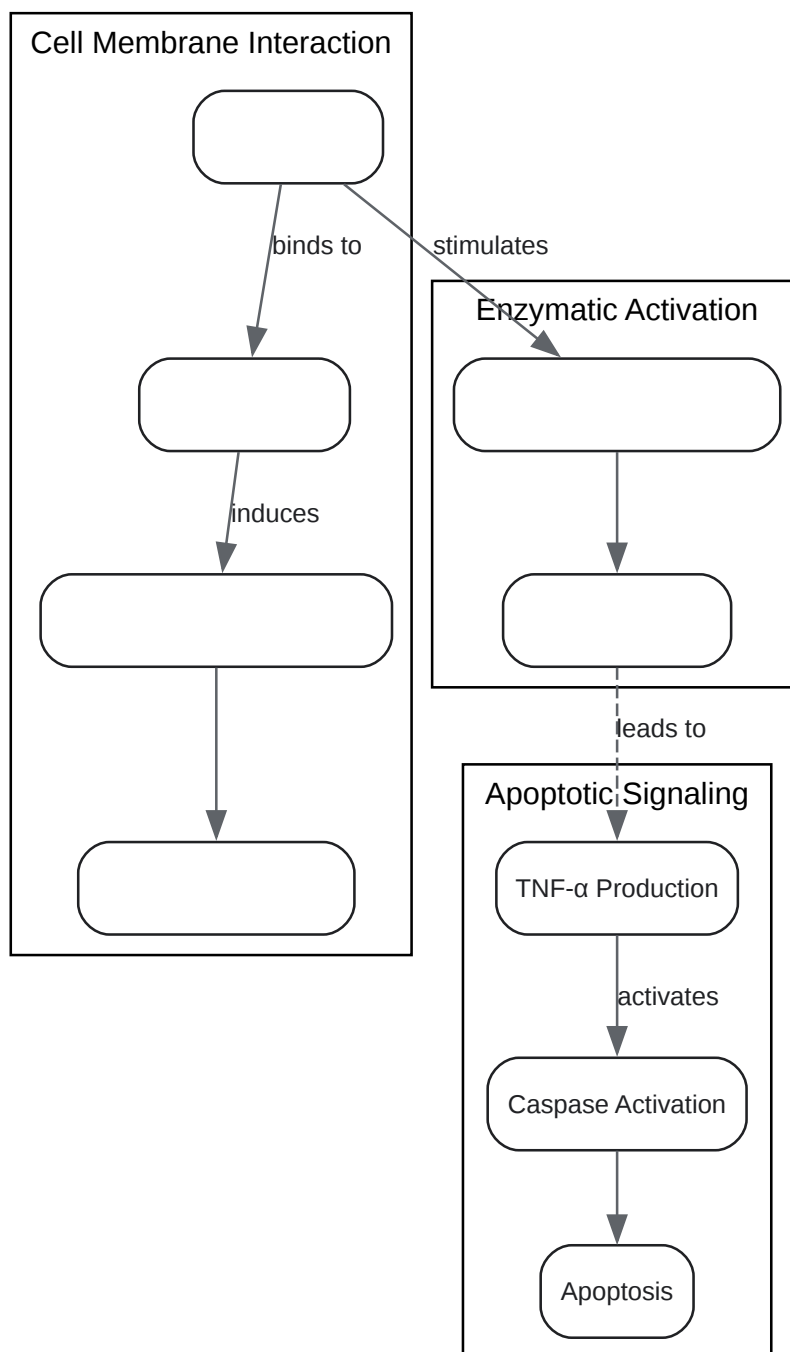 Cell Membrane Interaction
binds to
stimulates
Enzymatic Activation
induces
leads to
Apoptotic Signaling
TNF-α Production
activates
Caspase Activation
Apoptosis